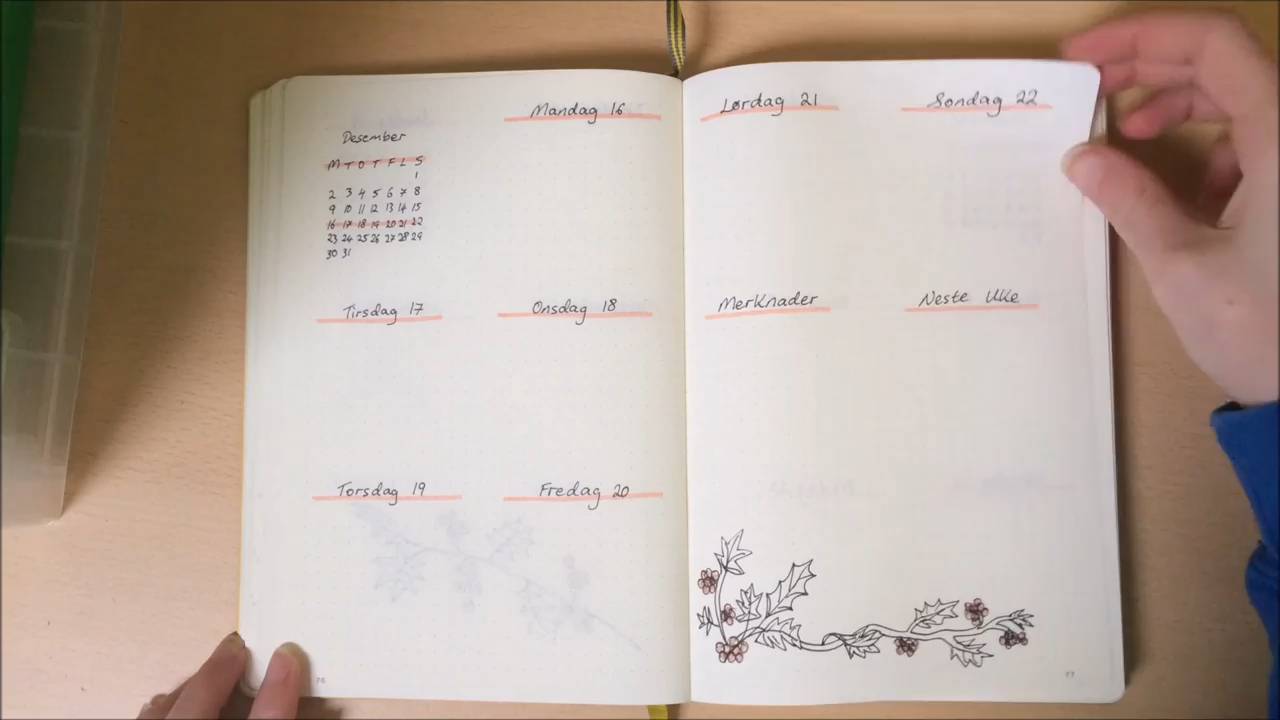 Desember
M T O T F L S
1
2 3 4 5 6 7 8
9 10 11 12 13 14 15
16 17 18 19 20 21 22
23 24 25 26 27 28 29
30 31
Mandag 16
Tirsdag 17
Onsdag 18
Torsdag 19
Fredag 20
76
Lørdag 21
Søndag 22
Merknader
Neste Uke
77